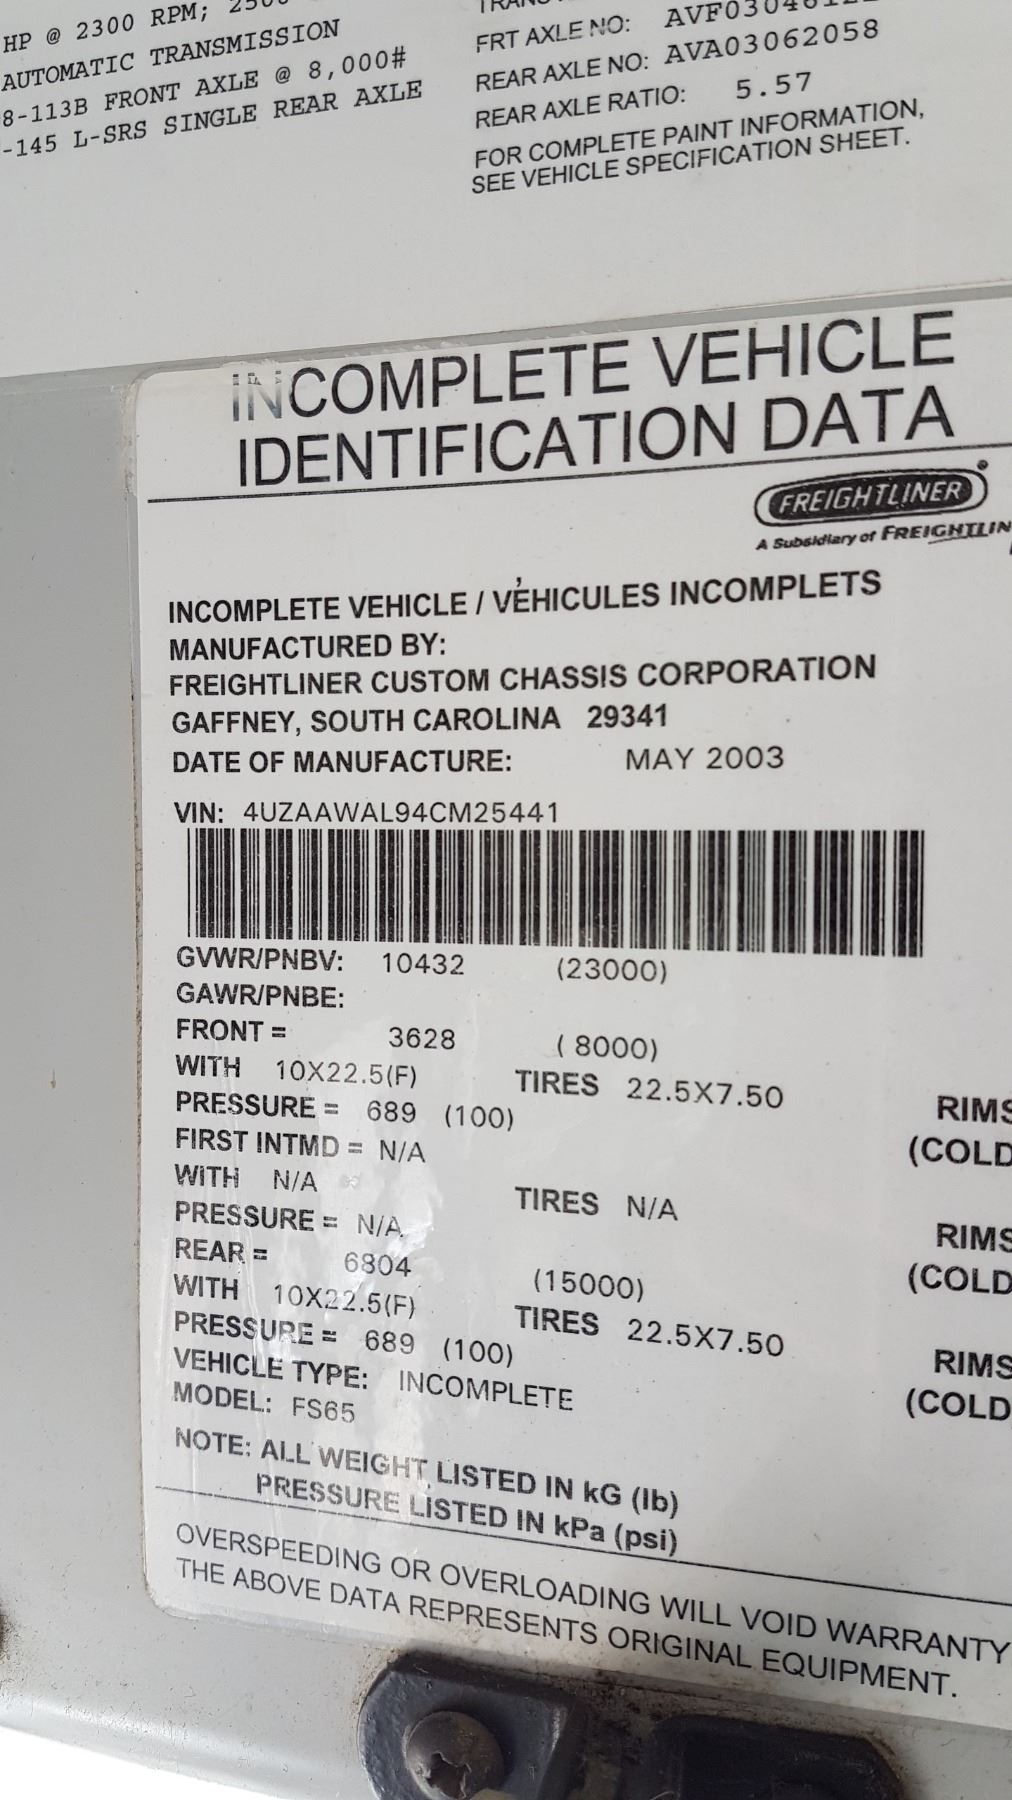 HP @ 2300 RPM;
AUTOMATIC TRANSMISSION
8-113B FRONT AXLE @ 8,000#
-145 L-SRS SINGLE REAR AXLE
FRT AXLE NO:
REAR AXLE NO: AVA03062058
REAR AXLE RATIO: 5.57
FOR COMPLETE PAINT INFORMATION,
SEE VEHICLE SPECIFICATION SHEET.
INCOMPLETE VEHICLE
IDENTIFICATION DATA
FREIGHTLINER
A Subsidiary of FREIGHTLIN
INCOMPLETE VEHICLE / VÉHICULES INCOMPLETS
MANUFACTURED BY:
FREIGHTLINER CUSTOM CHASSIS CORPORATION
GAFFNEY, SOUTH CAROLINA 29341
DATE OF MANUFACTURE: MAY 2003
VIN: 4UZAAWAL94CM25441
GVWR/PNBV: 10432 (23000)
GAWR/PNBE:
FRONT = 3628 ( 8000)
WITH 10X22.5(F) TIRES 22.5X7.50 RIMS
PRESSURE = 689 (100) (COLD
FIRST INTMD = N/A
WITH N/A TIRES N/A RIMS
PRESSURE = N/A (COLD
REAR = 6804 (15000)
WITH 10X22.5(F) TIRES 22.5X7.50 RIMS
PRESSURE = 689 (100) (COLD
VEHICLE TYPE: INCOMPLETE
MODEL: FS65
NOTE: ALL WEIGHT LISTED IN kG (lb)
PRESSURE LISTED IN kPa (psi)
OVERSPEEDING OR OVERLOADING WILL VOID WARRANTY
THE ABOVE DATA REPRESENTS ORIGINAL EQUIPMENT.